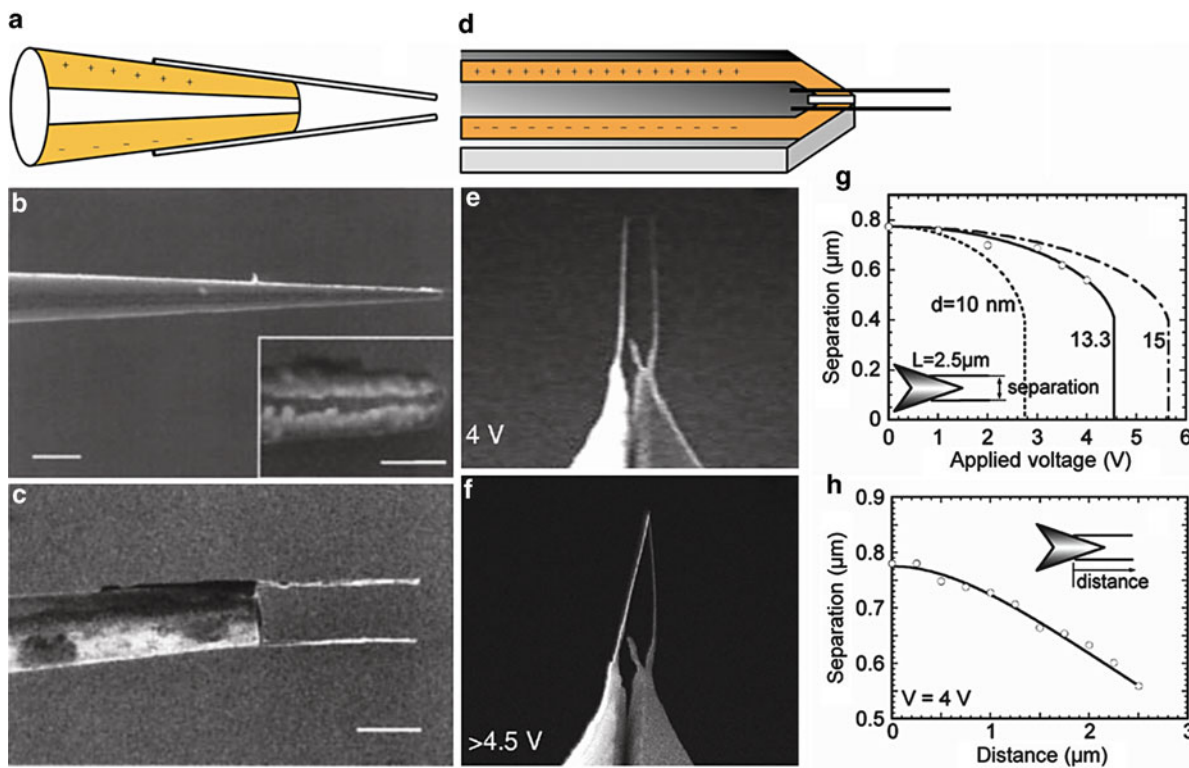 a
+ + + + + +
− − − − − −
b
c
d
+ + + + + + + + + + + + + + + +
− − − − − − − − − − − − − −
e
4 V
f
>4.5 V
g
Separation (μm)
0.8
0.6
0.4
0.2
0
d=10 nm
13.3
15
L=2.5μm
separation
0 1 2 3 4 5 6
Applied voltage (V)
h
Separation (μm)
0.9
0.8
0.7
0.6
0.5
distance
V = 4 V
0 1 2 3
Distance (μm)